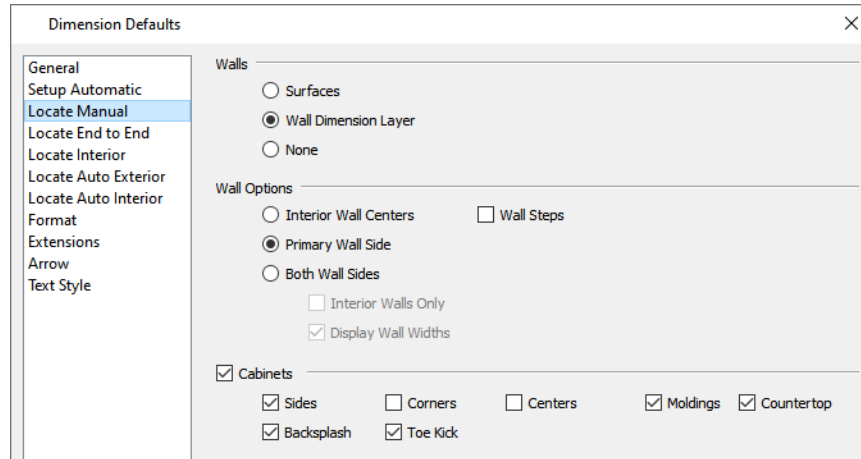 Dimension Defaults
General
Setup Automatic
Locate Manual
Locate End to End
Locate Interior
Locate Auto Exterior
Locate Auto Interior
Format
Extensions
Arrow
Text Style
Walls
Surfaces
Wall Dimension Layer
None
Wall Options
Interior Wall Centers Wall Steps
Primary Wall Side
Both Wall Sides
Interior Walls Only
Display Wall Widths
Cabinets
Sides Corners Centers Moldings Countertop
Backsplash Toe Kick